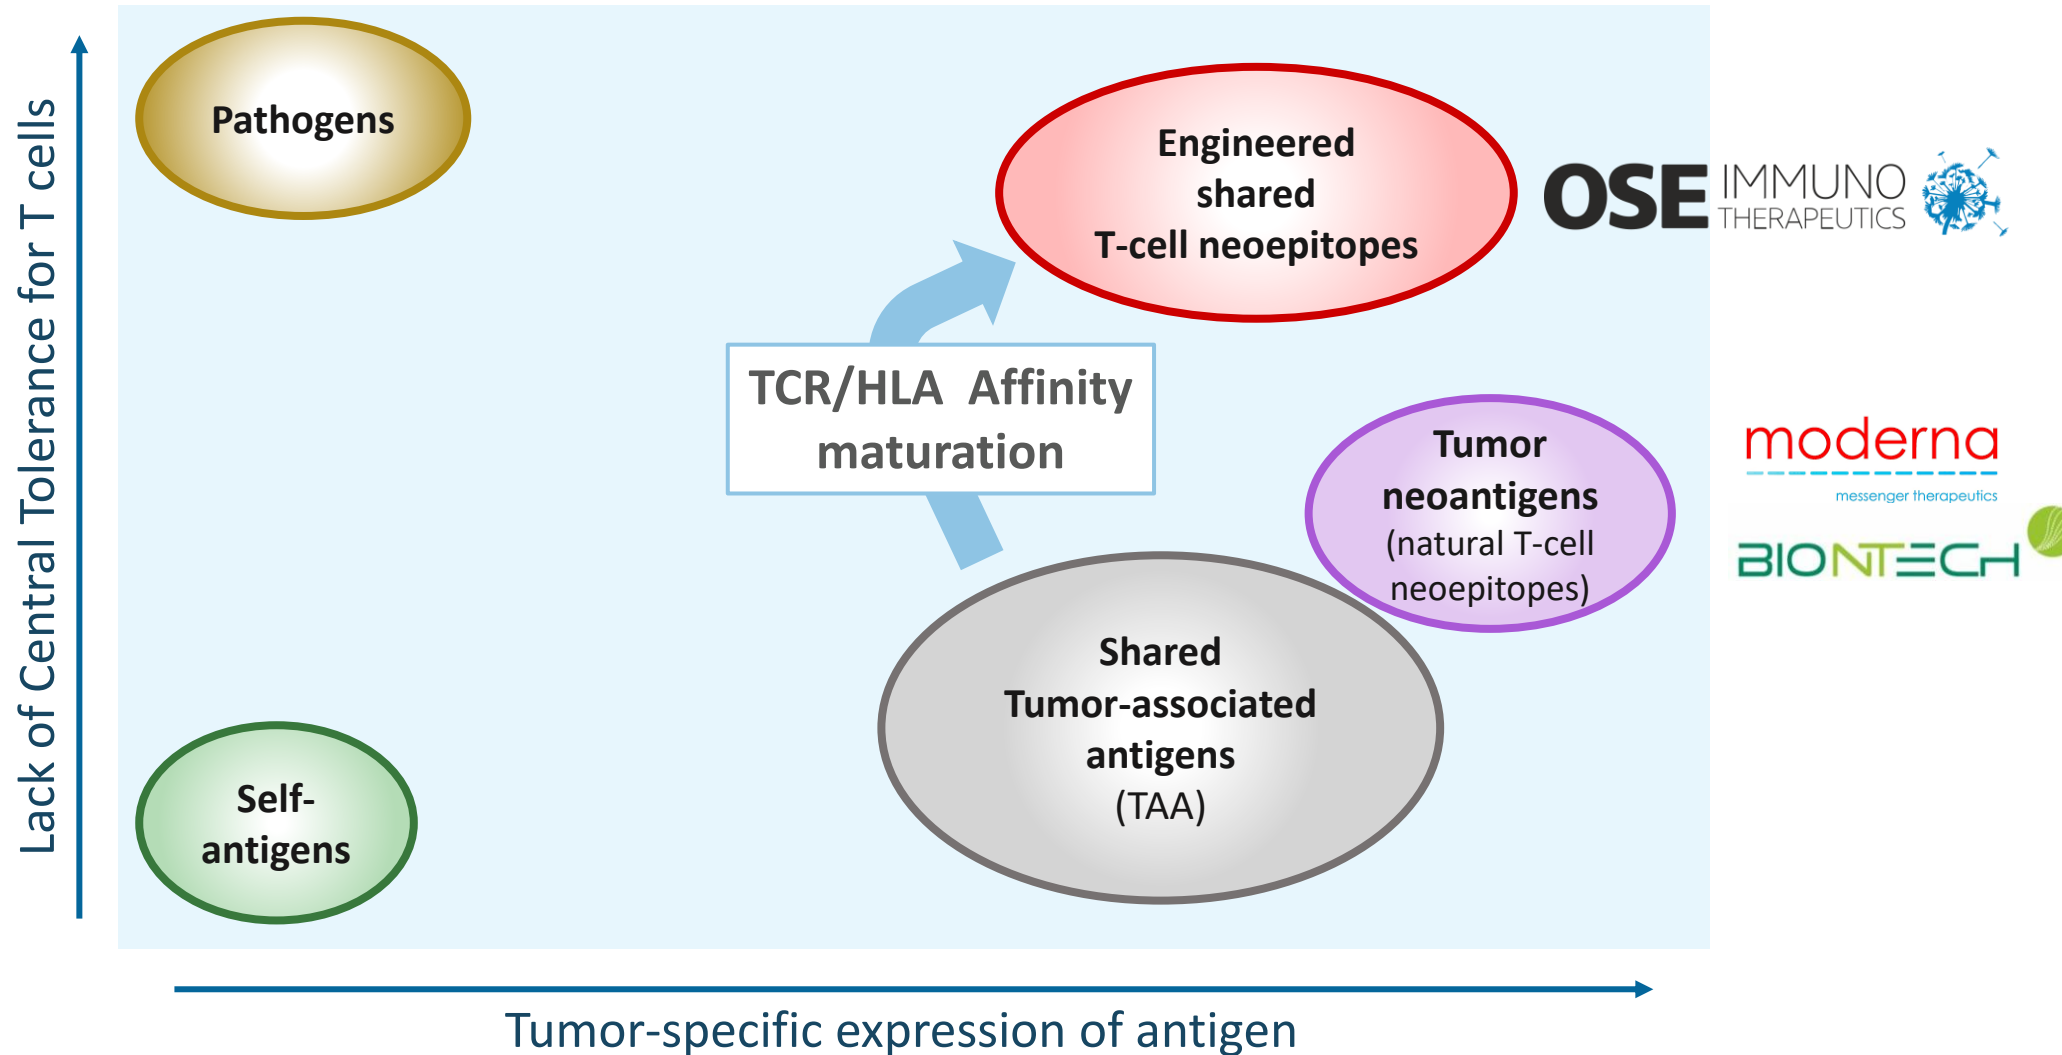 Lack of Central Tolerance for T cells
Pathogens
Engineered
shared
T-cell neoepitopes
OSE IMMUNO
THERAPEUTICS
TCR/HLA  Affinity
maturation
Tumor
neoantigens
(natural T-cell
neoepitopes)
moderna
messenger therapeutics
BIONTECH
Shared
Tumor-associated
antigens
(TAA)
Self-
antigens
Tumor-specific expression of antigen